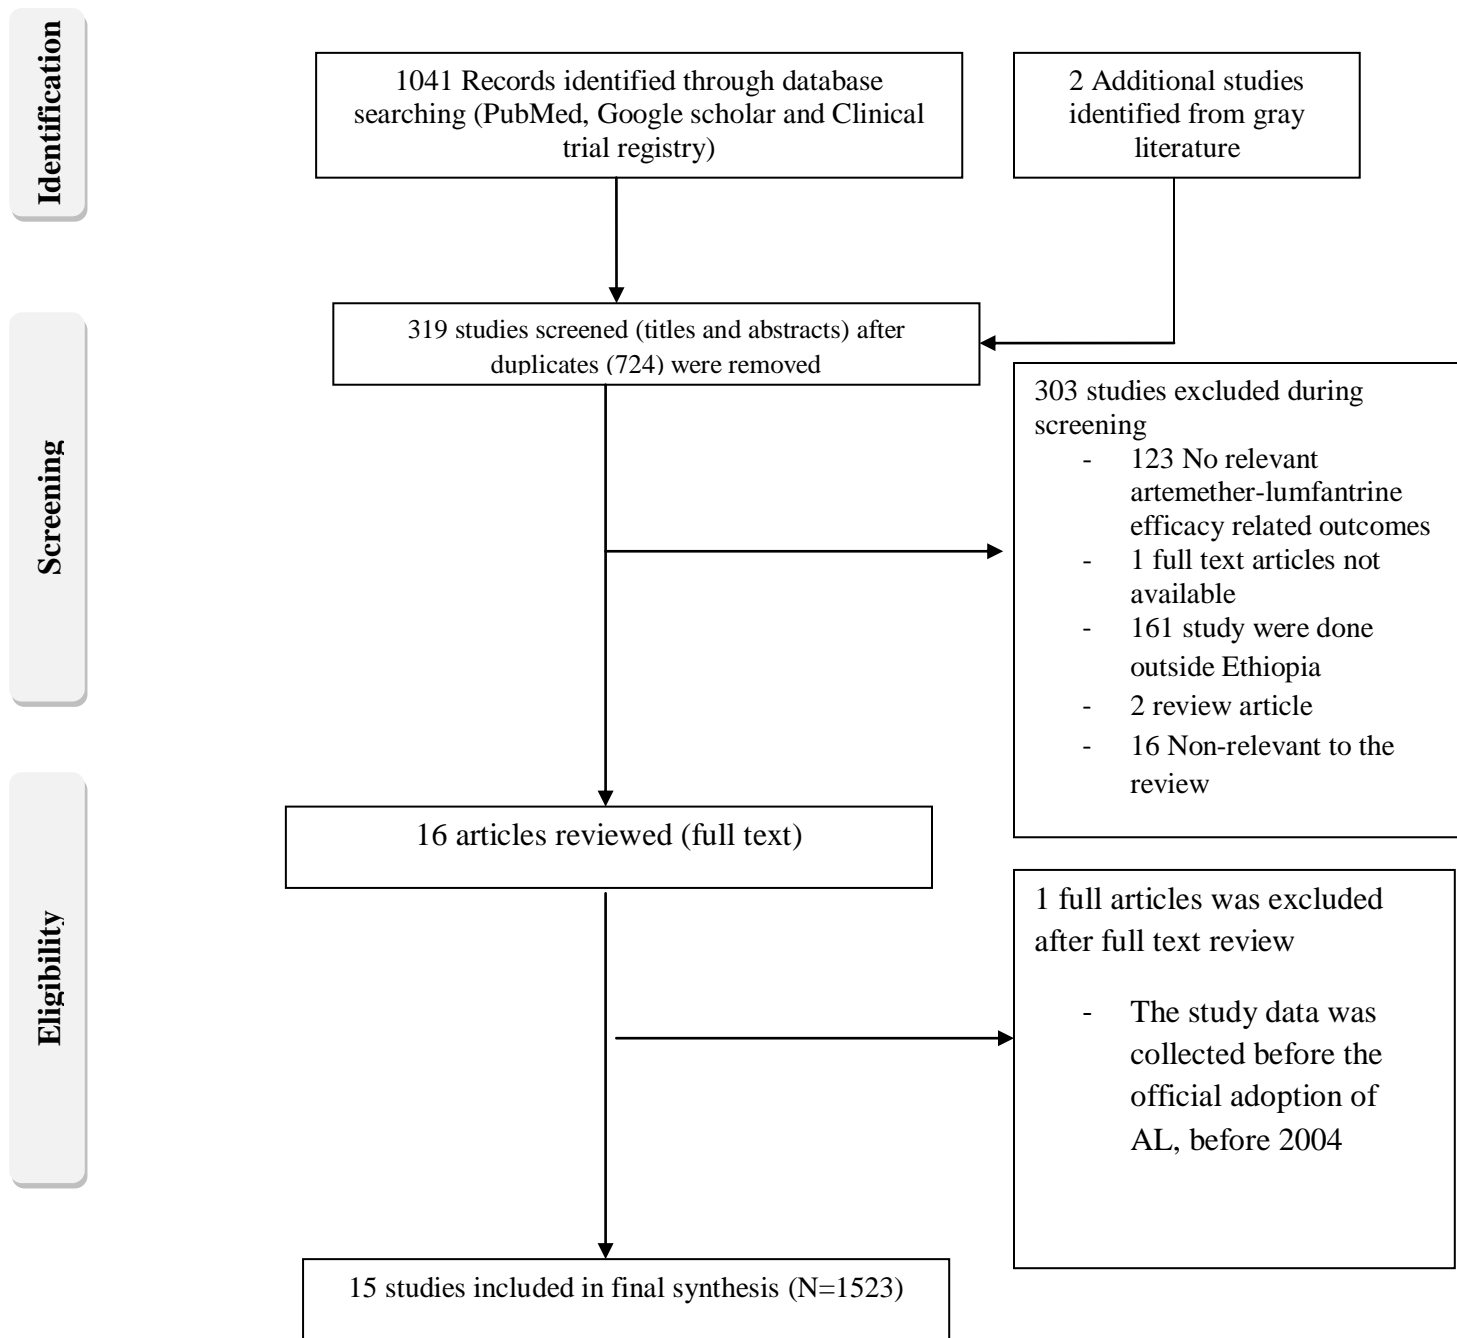 Identification
1041 Records identified through database
searching (PubMed, Google scholar and Clinical
trial registry)
2 Additional studies
identified from gray
literature
Screening
319 studies screened (titles and abstracts) after
duplicates (724) were removed
303 studies excluded during
screening
- 123 No relevant
artemether-lumfantrine
efficacy related outcomes
- 1 full text articles not
available
- 161 study were done
outside Ethiopia
- 2 review article
- 16 Non-relevant to the
review
Eligibility
16 articles reviewed (full text)
1 full articles was excluded
after full text review
- The study data was
collected before the
official adoption of
AL, before 2004
15 studies included in final synthesis (N=1523)